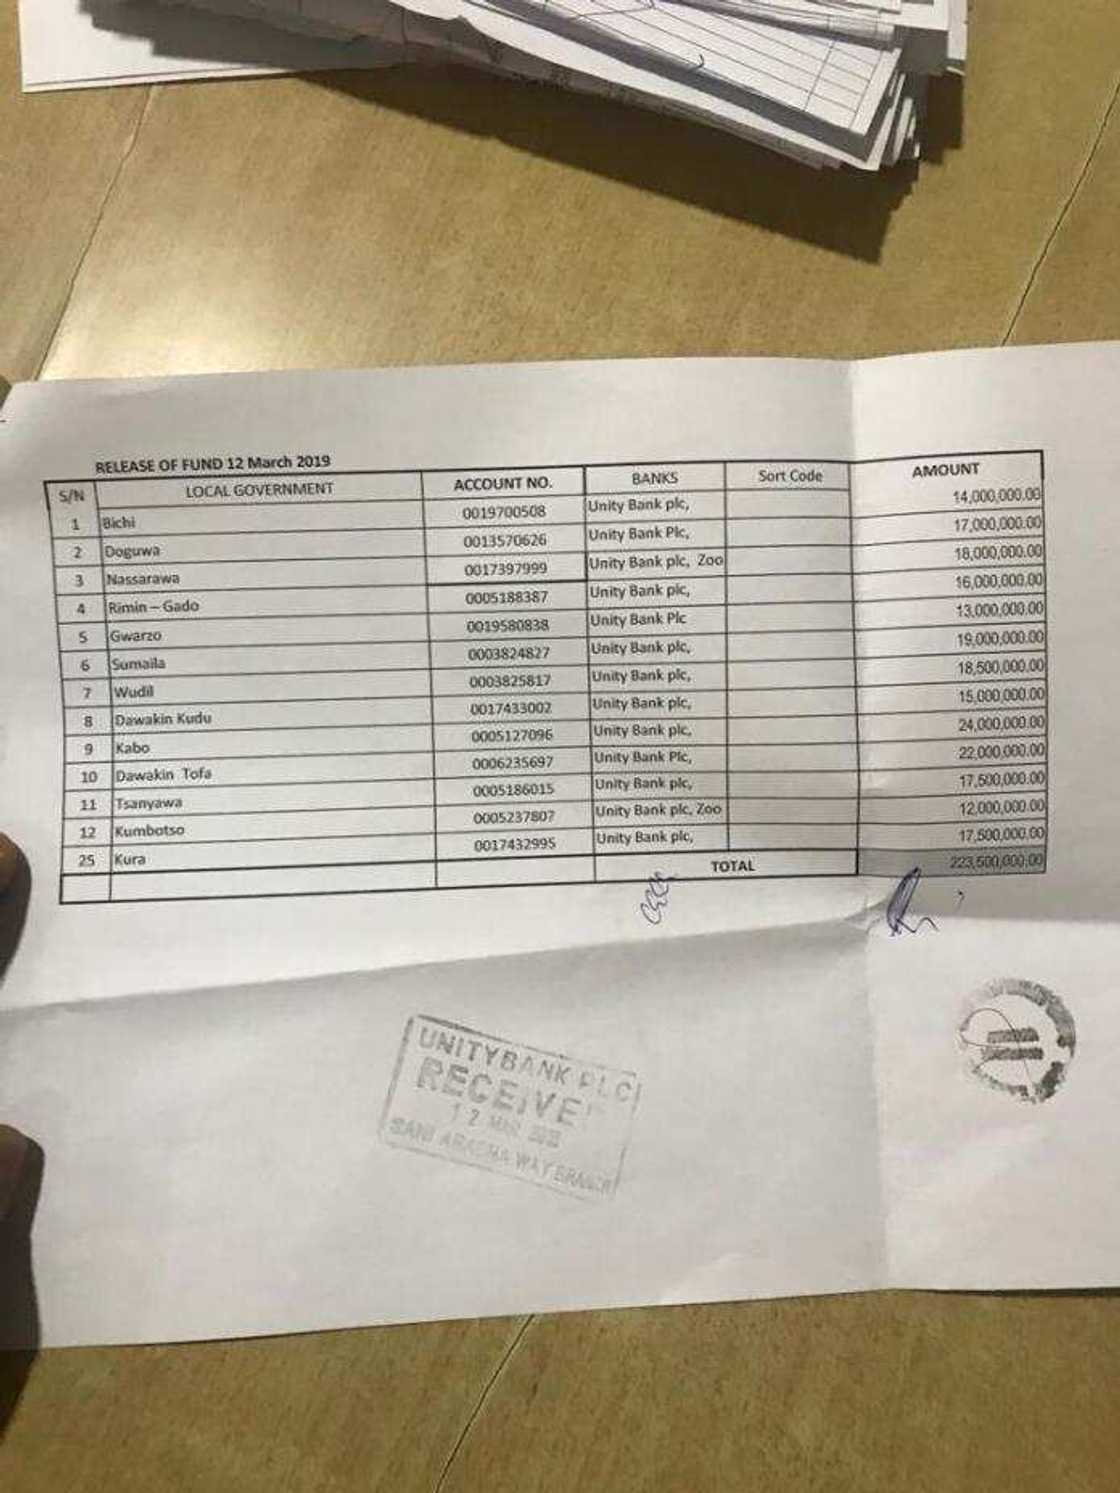 RELEASE OF FUND 12 March 2019
S/N LOCAL GOVERNMENT ACCOUNT NO. BANKS Sort Code AMOUNT
1 Bichi 0019700508 Unity Bank plc, 14,000,000.00
2 Doguwa 0013570626 Unity Bank Plc, 17,000,000.00
3 Nassarawa 0017397999 Unity Bank plc, Zoo 18,000,000.00
4 Rimin – Gado 0005188387 Unity Bank plc, 16,000,000.00
5 Gwarzo 0019580838 Unity Bank Plc 13,000,000.00
6 Sumaila 0003824827 Unity Bank plc, 19,000,000.00
7 Wudil 0003825817 Unity Bank plc, 18,500,000.00
8 Dawakin Kudu 0017433002 Unity Bank plc, 15,000,000.00
9 Kabo 0005127096 Unity Bank plc, 24,000,000.00
10 Dawakin Tofa 0006235697 Unity Bank Plc, 22,000,000.00
11 Tsanyawa 0005186015 Unity Bank plc, 17,500,000.00
12 Kumbotso 0005237807 Unity Bank plc, Zoo 12,000,000.00
25 Kura 0017432995 Unity Bank plc, 17,500,000.00
TOTAL 223,500,000.00
UNITYBANK PLC
RECEIVE
12 MAR
SANI ABACHA WAY BRANCH